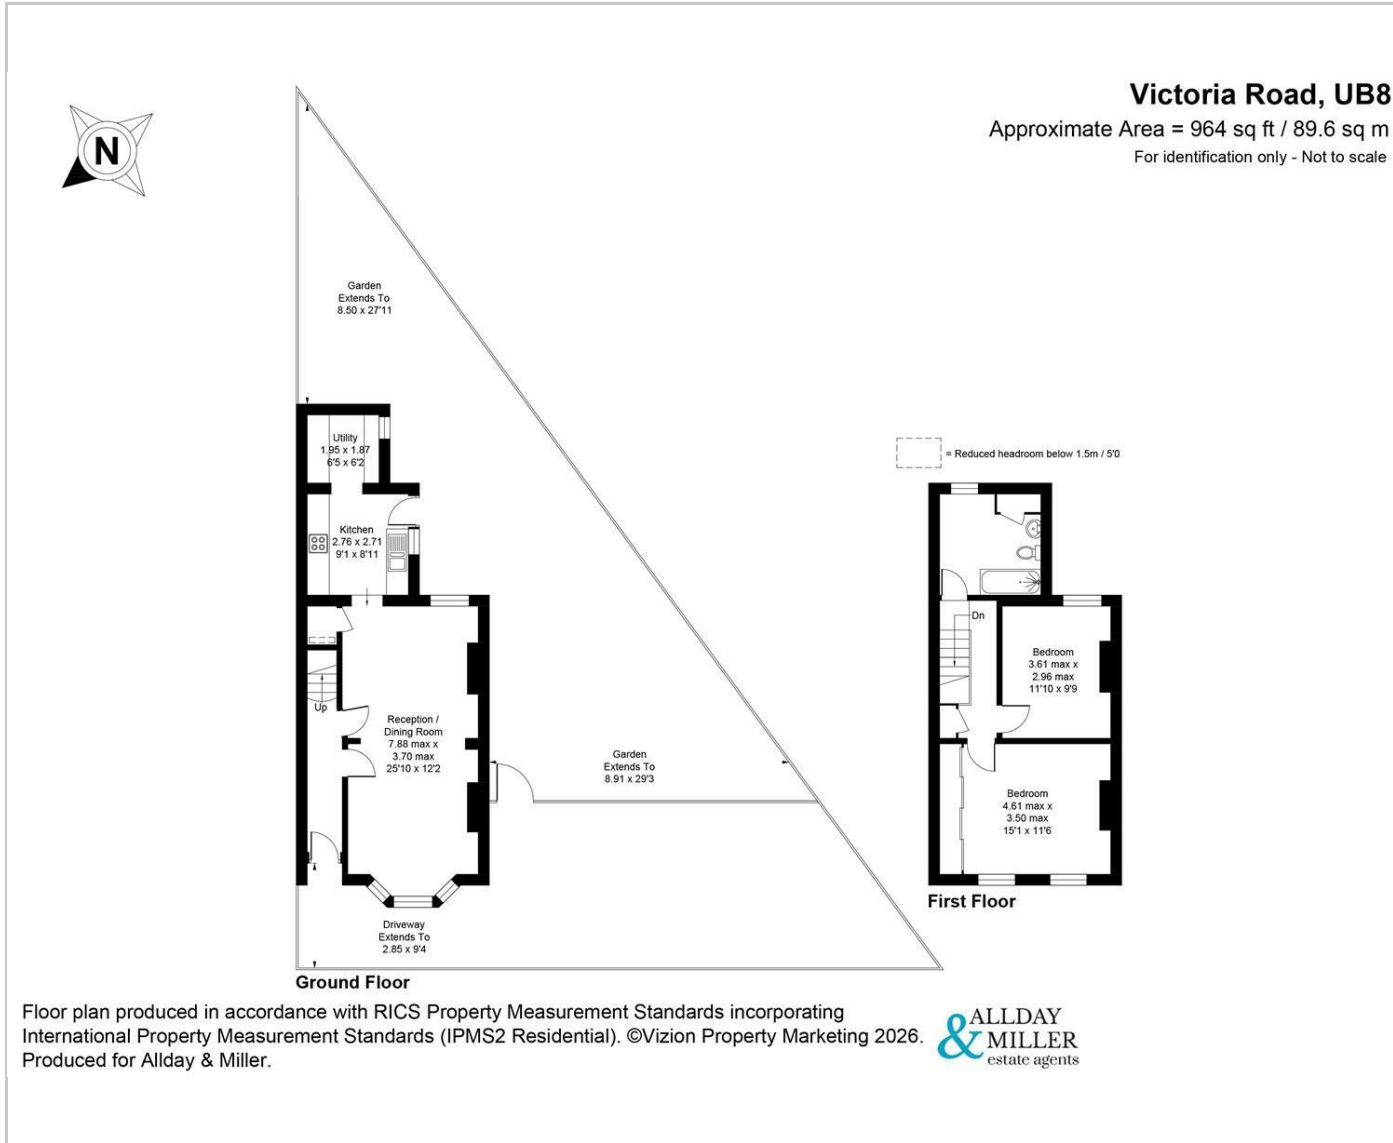 N
Victoria Road, UB8
Approximate Area = 964 sq ft / 89.6 sq m
For identification only - Not to scale
Garden
Extends To
8.50 x 27'11
Utility
1.95 x 1.87
6'5 x 6'2
Kitchen
2.76 x 2.71
9'1 x 8'11
Up
Reception /
Dining Room
7.88 max x
3.70 max
25'10 x 12'2
Garden
Extends To
8.91 x 29'3
Driveway
Extends To
2.85 x 9'4
Ground Floor
= Reduced headroom below 1.5m / 5'0
Dn
Bedroom
3.61 max x
2.96 max
11'10 x 9'9
Bedroom
4.61 max x
3.50 max
15'1 x 11'6
First Floor
Floor plan produced in accordance with RICS Property Measurement Standards incorporating
International Property Measurement Standards (IPMS2 Residential). ©Vizion Property Marketing 2026.
Produced for Allday & Miller.
ALLDAY
& MILLER
estate agents